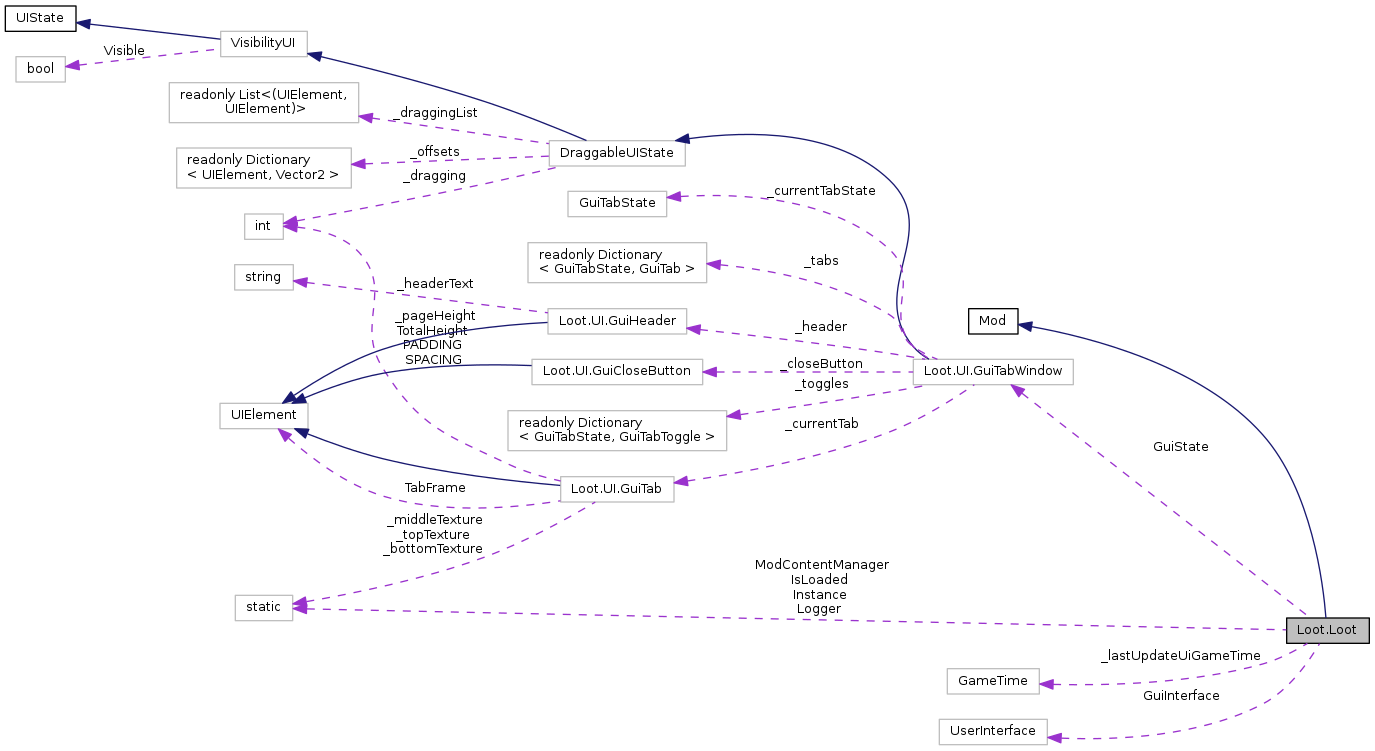 UIState
VisibilityUI
Visible
bool
readonly List<(UIElement,
UIElement)>
_draggingList
readonly Dictionary
< UIElement, Vector2 >
_offsets
DraggableUIState
_dragging
int
GuiTabState
_currentTabState
readonly Dictionary
< GuiTabState, GuiTab >
_tabs
string
_headerText
Loot.UI.GuiHeader
_header
Mod
_pageHeight
TotalHeight
PADDING
SPACING
Loot.UI.GuiCloseButton
_closeButton
Loot.UI.GuiTabWindow
_toggles
UIElement
readonly Dictionary
< GuiTabState, GuiTabToggle >
_currentTab
GuiState
TabFrame
Loot.UI.GuiTab
_middleTexture
_topTexture
_bottomTexture
static
ModContentManager
IsLoaded
Instance
Logger
Loot.Loot
_lastUpdateUiGameTime
GameTime
GuiInterface
UserInterface